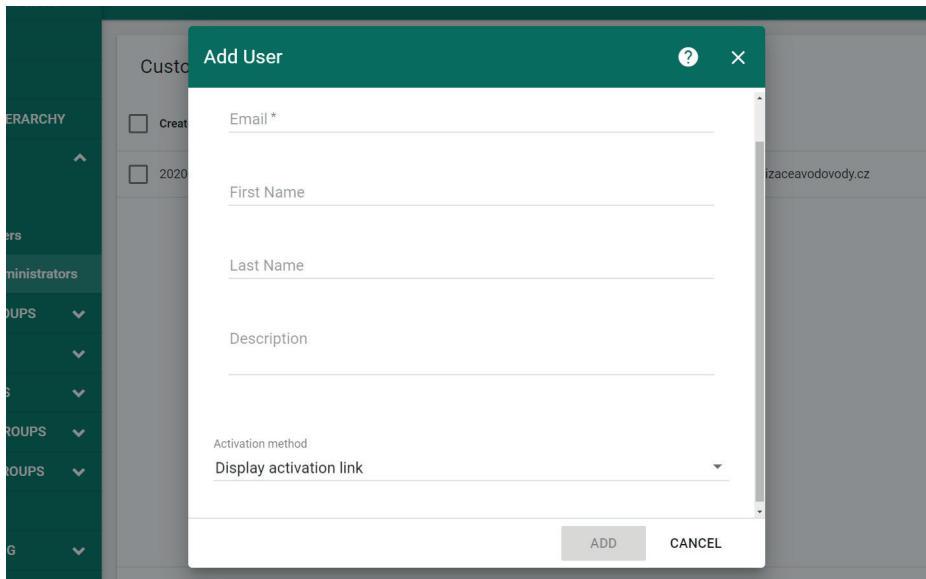 Add User
?
Custo
ERARCHY
Email *
Creat
2020
izaceavodovody.cz
First Name
ers
Last Name
ministrators
OUPS
Description
S
ROUPS
Activation method
Display activation link
ROUPS
G
ADD
CANCEL